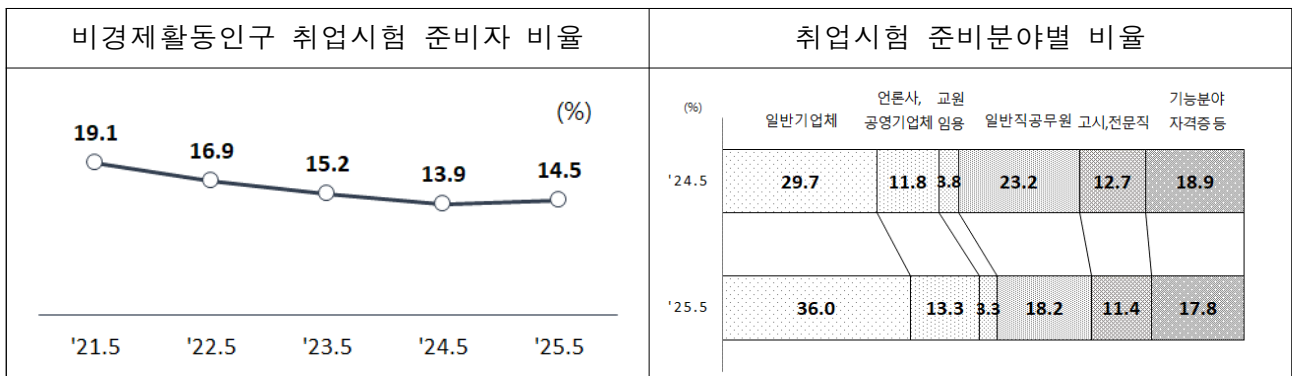 비경제활동인구 취업시험 준비자 비율
(%)
19.1
16.9
15.2
13.9
14.5
'21.5
'22.5
'23.5
'24.5
'25.5
취업시험 준비분야별 비율
(%)
일반기업체
언론사,
공영기업체
교원
임용
일반직공무원
고시,전문직
기능분야
자격증 등
'24.5
29.7
11.8
3.8
23.2
12.7
18.9
'25.5
36.0
13.3
3.3
18.2
11.4
17.8